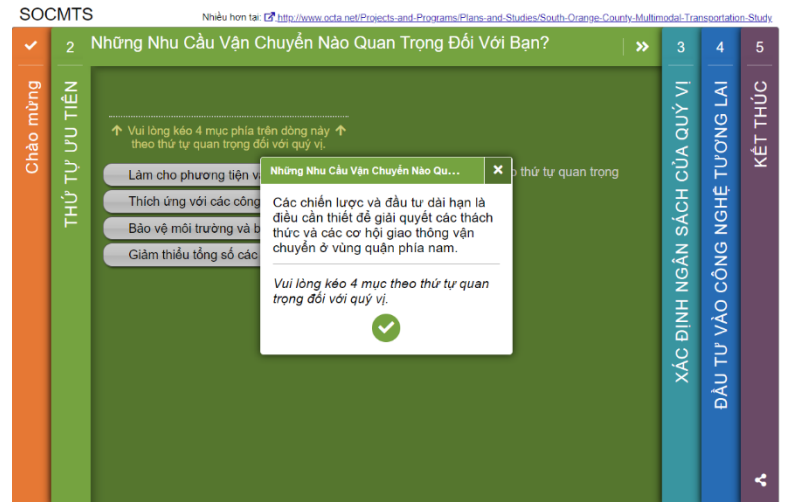 SOCMTS
Nhiều hơn tại: http://www.octa.net/Projects-and-Programs/Plans-and-Studies/South-Orange-County-Multimodal-Transportation-Study
Chào mừng
2 Những Nhu Cầu Vận Chuyển Nào Quan Trọng Đối Với Bạn?
THỨ TỰ ƯU TIÊN
Vui lòng kéo 4 mục phía trên dòng này
theo thứ tự quan trọng đối với quý vị.
Làm cho phương tiện
Thích ứng với các công
Bảo vệ môi trường và
Giảm thiểu tổng số các
thứ tự quan trọng
Những Nhu Cầu Vận Chuyển Nào Qu...
Các chiến lược và đầu tư dài hạn là
điều cần thiết để giải quyết các thách
thức và các cơ hội giao thông vận
chuyển ở vùng quận phía nam.
Vui lòng kéo 4 mục theo thứ tự quan
trọng đối với quý vị.
3
XÁC ĐỊNH NGÂN SÁCH CỦA QUÝ VỊ
4
ĐẦU TƯ VÀO CÔNG NGHỆ TƯƠNG LAI
5
KẾT THÚC